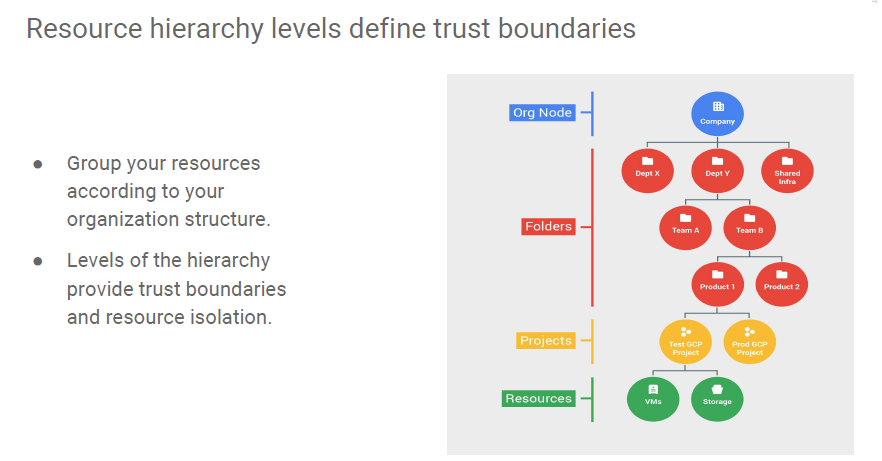 Resource hierarchy levels define trust boundaries
● Group your resources
according to your
organization structure.
● Levels of the hierarchy
provide trust boundaries
and resource isolation.
Org Node
Company
Folders
Dept X
Dept Y
Shared
Infra
Team A
Team B
Product 1
Product 2
Projects
Test GCP
Project
Prod GCP
Project
Resources
VMs
Storage